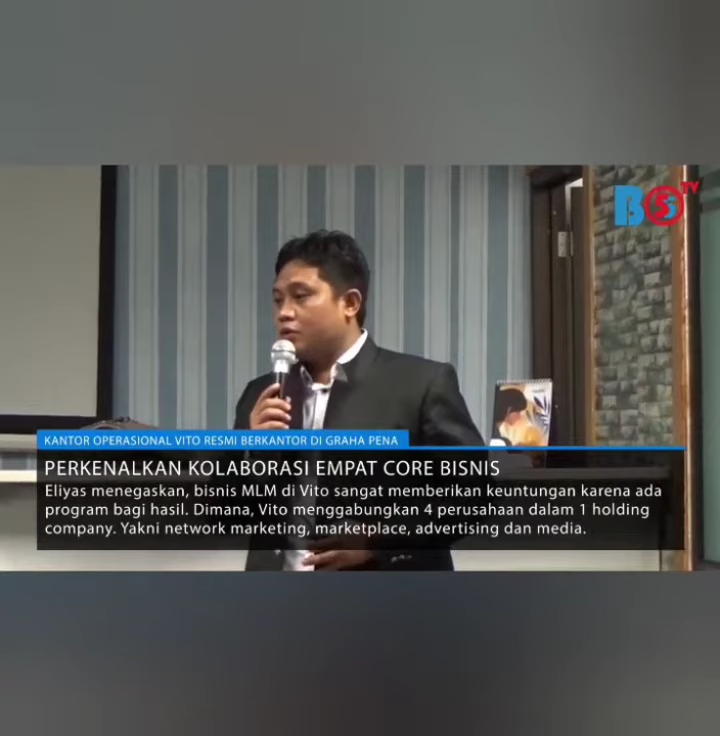 BSTV
KANTOR OPERASIONAL VITO RESMI BERKANTOR DI GRAHA PENA
PERKENALKAN KOLABORASI EMPAT CORE BISNIS
Eliyas menegaskan, bisnis MLM di Vito sangat memberikan keuntungan karena ada
program bagi hasil. Dimana, Vito menggabungkan 4 perusahaan dalam 1 holding
company. Yakni network marketing, marketplace, advertising dan media.